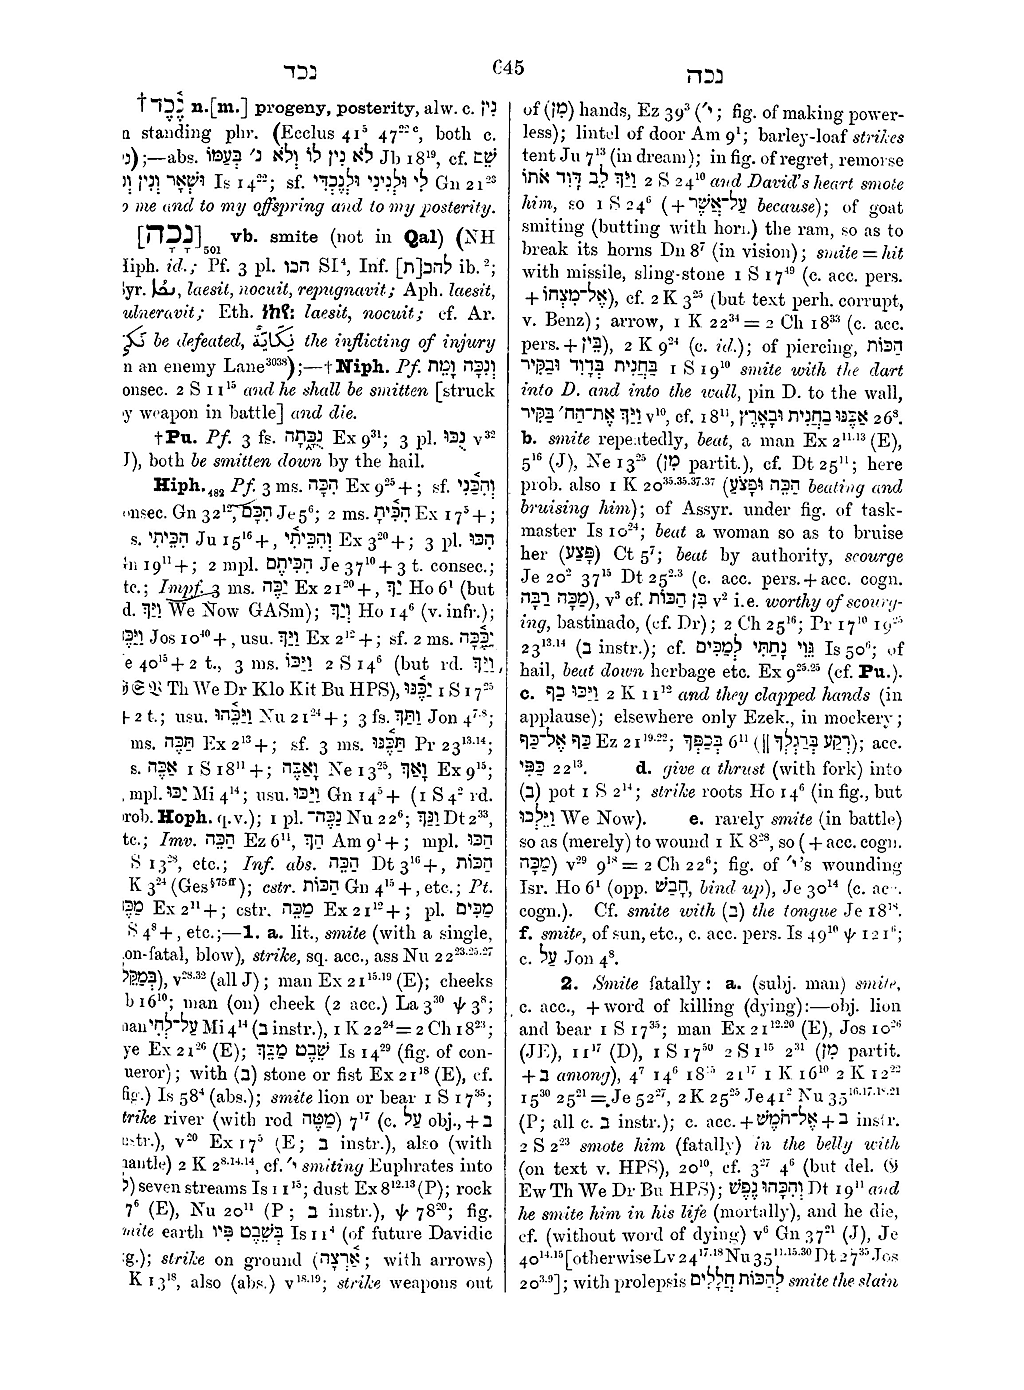 נכד 645 נכה
†נֶ֫כֶד n.[m.] progeny, posterity, alw. c. נִין
standing phr. (Ecclus 41⁵ 47²²ᵉ, both c.
);—abs. לֹא נִין לוֹ וְלֹא נ׳ בְּעַמּוֹ Jb 18¹⁹, cf. שֵׁם
וּשְׁאָר וְנִין Is 14²²; sf. לִי וּלְנִינִי וּלְנֶכְדִּי Gn 21²³
me and to my offspring and to my posterity.
[נָכָה]₅₀₁ vb. smite (not in Qal) (NH
Hiph. id.; Pf. 3 pl. הכו SI⁴, Inf. להכ[ת] ib.²;
laesit, nocuit, repugnavit; Aph. laesit,
ulneravit; Eth. laesit, nocuit; cf. Ar.
be defeated, the inflicting of injury
n an enemy Lane³⁰³⁸);—†Niph. Pf. וְנִכָּה וָמֵת
onsec. 2 S 11¹⁵ and he shall be smitten [struck
y weapon in battle] and die.
†Pu. Pf. 3 fs. נֻכָּ֑תָה Ex 9³¹; 3 pl. נֻכּוּ v³²
J), both be smitten down by the hail.
Hiph.₄₈₂ Pf. 3 ms. הִכָּה Ex 9²⁵+; sf. וְהִכַּ֫נִי
onsec. Gn 32¹², הִכָּם Je 5⁶; 2 ms. הִכִּ֫יתָ Ex 17⁵+;
s. הִכֵּיתִי Ju 15¹⁶+, וְהִכֵּיתִ֫י Ex 3²⁰+; 3 pl. הִכּוּ
n 19¹¹+; 2 mpl. הִכִּיתֶם Je 37¹⁰+3 t. consec.;
tc.; Impf. 3 ms. יַכֶּה Ex 21²⁰+, יַךְ Ho 6¹ (but
d. וַיַּךְ We Now GASm); וְיַךְ Ho 14⁶ (v. infr.);
Jos 10⁴⁰+, usu. וַיַּךְ Ex 2¹²+; sf. 2 ms. יַכֶּ֫כָּה
e 40¹⁵+2 t., 3 ms. וַיַּכּוֹ 2 S 14⁶ (but rd. וַיַּךְ,
Th We Dr Klo Kit Bu HPS), יַכֶּ֫נּוּ 1 S 17²⁵
+2 t.; usu. וַיַּכֵּ֫הוּ Nu 21²⁴+; 3 fs. וַתַּךְ Jon 4⁷·⁸;
ms. תַּכֶּה Ex 2¹³+; sf. 3 ms. תַּכֶּ֫נּוּ Pr 23¹³·¹⁴;
s. אַכֶּה 1 S 18¹¹+; וָאַכֶּה Ne 13²⁵, וָאַךְ Ex 9¹⁵;
mpl. יַכּוּ Mi 4¹⁴; usu. וַיַּכּוּ Gn 14⁵+ (1 S 4² rd.
rob. Hoph. q.v.); 1 pl. נַכֶּה־ Nu 22⁶; וַנַּךְ Dt 2³³,
tc.; Imv. הַכֵּה Ez 6¹¹, הַךְ Am 9¹+; mpl. הַכּוּ
S 13²⁸, etc.; Inf. abs. הַכֵּה Dt 3¹⁶+, הַכּוֹת
K 3²⁴ (Ges§⁷⁵ᶠᶠ); cstr. הַכּוֹת Gn 4¹⁵+, etc.; Pt.
Ex 2¹¹+; cstr. מַכֵּה Ex 21¹²+; pl. מַכִּים
S 4⁸+, etc.;—1. a. lit., smite (with a single,
on-fatal, blow), strike, sq. acc., ass Nu 22²³·²⁵·²⁷
v²⁸·³² (all J); man Ex 21¹⁵·¹⁹ (E); cheeks
b 16¹⁰; man (on) cheek (2 acc.) La 3³⁰ ψ 3⁸;
man עַל־לְחִי Mi 4¹⁴ (ב instr.), 1 K 22²⁴ = 2 Ch 18²³;
ye Ex 21²⁶ (E); שֵׁבֶט מַכֵּךְ Is 14²⁹ (fig. of con-
ueror); with (ב) stone or fist Ex 21¹⁸ (E), cf.
fig.) Is 58⁴ (abs.); smite lion or bear 1 S 17³⁵;
trike river (with rod מַטֶּה) 7¹⁷ (c. עַל obj., + ב
nstr.), v²⁰ Ex 17⁵ (E; ב instr.), also (with
mantle) 2 K 2⁸·¹⁴·¹⁴, cf. י׳ smiting Euphrates into
seven streams Is 11¹⁵; dust Ex 8¹²·¹³ (P); rock
7⁶ (E), Nu 20¹¹ (P; ב instr.), ψ 78²⁰; fig.
mite earth בְּשֵׁבֶט פִּיו Is 11⁴ (of future Davidic
g.); strike on ground (אַ֫רְצָה; with arrows)
K 13¹⁸, also (abs.) v¹⁸·¹⁹; strike weapons out
of (מִן) hands, Ez 39³ (י׳; fig. of making power-
less); lintel of door Am 9¹; barley-loaf strikes
tent Ju 7¹³ (in dream); in fig. of regret, remorse
וַיַּךְ לֵב דָּוִד אֹתוֹ 2 S 24¹⁰ and David's heart smote
him, so 1 S 24⁶ (+ עַל־אֲשֶׁר because); of goat
smiting (butting with horn) the ram, so as to
break its horns Dn 8⁷ (in vision); smite = hit
with missile, sling-stone 1 S 17⁴⁹ (c. acc. pers.
+ אֶל־מִצְחוֹ), cf. 2 K 3²⁵ (but text perh. corrupt,
v. Benz); arrow, 1 K 22³⁴ = 2 Ch 18³³ (c. acc.
pers. + בֵּין), 2 K 9²⁴ (c. id.); of piercing, הַכּוֹת
בַּחֲנִית בְּדָוִד וּבַקִּיר 1 S 19¹⁰ smite with the dart
into D. and into the wall, pin D. to the wall,
וַיַּךְ אֶת־הַח׳ בַּקִּיר v¹⁰, cf. 18¹¹, אַכֶּנּוּ בַּחֲנִית וּבָאָרֶץ 26⁸.
b. smite repeatedly, beat, a man Ex 2¹¹·¹³ (E),
5¹⁶ (J), Ne 13²⁵ (מִן partit.), cf. Dt 25¹¹; here
prob. also 1 K 20³⁵·³⁵·³⁷·³⁷ (הַכֵּה וּפָצֹעַ beating and
bruising him); of Assyr. under fig. of task-
master Is 10²⁴; beat a woman so as to bruise
her (פָּצַע) Ct 5⁷; beat by authority, scourge
Je 20² 37¹⁵ Dt 25²·³ (c. acc. pers. + acc. cogn.
מַכָּה רַבָּה), v³ cf. בִּן הַכּוֹת v² i.e. worthy of scourg-
ing, bastinado, (cf. Dr); 2 Ch 25¹⁶; Pr 17¹⁰ 19²⁵
23¹³·¹⁴ (ב instr.); cf. גֵּוִי נָתַתִּי לְמַכִּים Is 50⁶; of
hail, beat down herbage etc. Ex 9²⁵·²⁵ (cf. Pu.).
c. וַיַּכּוּ כָף 2 K 11¹² and they clapped hands (in
applause); elsewhere only Ezek., in mockery;
כַּף אֶל־כַּף Ez 21¹⁹·²²; בְכַפְּךָ 6¹¹ (‖ רְקַע בְּרַגְלְךָ); acc.
כַּפִּי 22¹³. d. give a thrust (with fork) into
(ב) pot 1 S 2¹⁴; strike roots Ho 14⁶ (in fig., but
וְיֵלְכוּ We Now). e. rarely smite (in battle)
so as (merely) to wound 1 K 8²⁸, so (+ acc. cogn.
מַכָּה) v²⁹ 9¹⁸ = 2 Ch 22⁶; fig. of י׳'s wounding
Isr. Ho 6¹ (opp. חָבַשׁ, bind up), Je 30¹⁴ (c. acc.
cogn.). Cf. smite with (ב) the tongue Je 18¹⁸.
f. smite, of sun, etc., c. acc. pers. Is 49¹⁰ ψ 121⁶;
c. עַל Jon 4⁸.
2. Smite fatally: a. (subj. man) smite,
c. acc., + word of killing (dying):—obj. lion
and bear 1 S 17³⁵; man Ex 21¹²·²⁰ (E), Jos 10²⁶
(JE), 11¹⁷ (D), 1 S 17⁵⁰ 2 S 1¹⁵ 2³¹ (מִן partit.
+ ב among), 4⁷ 14⁶ 18¹⁵ 21¹⁷ 1 K 16¹⁰ 2 K 12²²
15³⁰ 25²¹ = Je 52²⁷, 2 K 25²⁵ Je 41² Nu 35¹⁶·¹⁷·¹⁸·²¹
(P; all c. ב instr.); c. acc. + אֶל־חֹמֶשׁ + ב instr.
2 S 2²³ smote him (fatally) in the belly with
(on text v. HPS), 20¹⁰, cf. 3²⁷ 4⁶ (but del. 𝔊
Ew Th We Dr Bu HPS); וְהִכָּהוּ נֶפֶשׁ Dt 19¹¹ and
he smite him in his life (mortally), and he die,
cf. (without word of dying) v⁶ Gn 37²¹ (J), Je
40¹⁴·¹⁵ [otherwise Lv 24¹⁷·¹⁸ Nu 35¹¹·¹⁵·³⁰ Dt 27³⁵ Jos
20³·⁹]; with prolepsis לְהַכּוֹת חֲלָלִים smite the slain